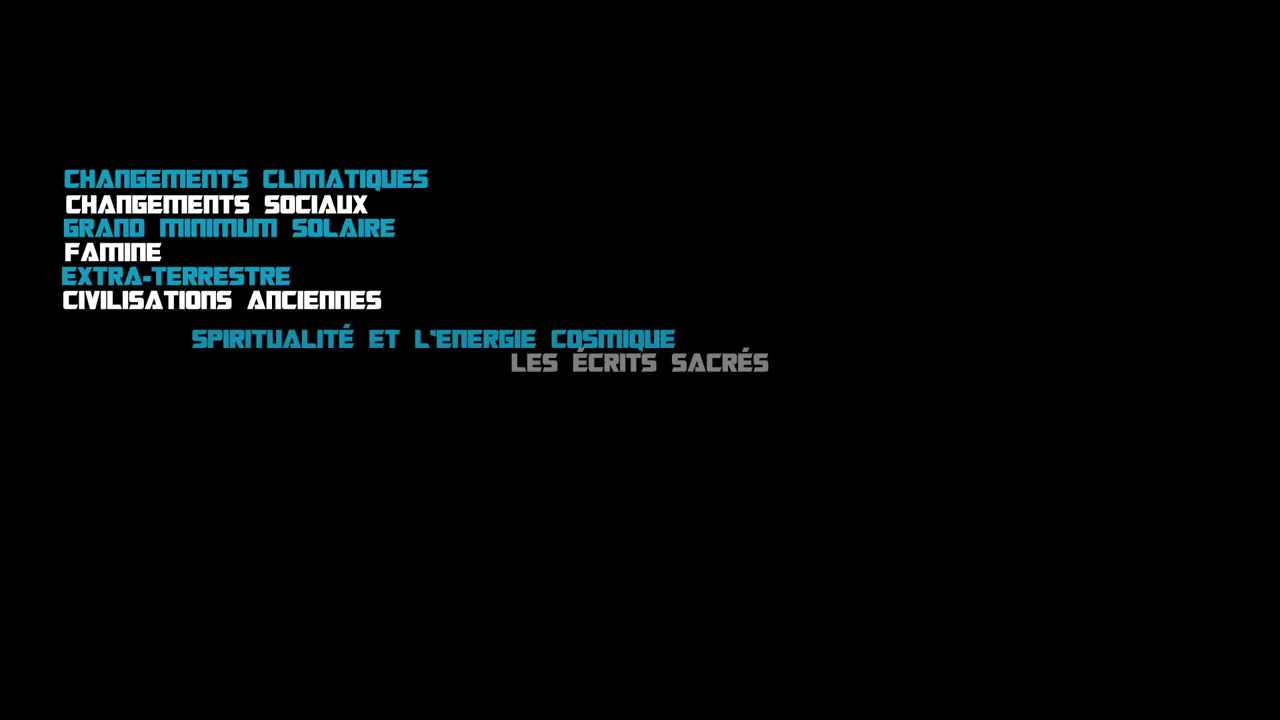 CHANGEMENTS CLIMATIQUES
CHANGEMENTS SOCIAUX
GRAND MINIMUM SOLAIRE
FAMINE
EXTRA-TERRESTRE
CIVILISATIONS ANCIENNES
SPIRITUALITÉ ET L'ENERGIE COSMIQUE
LES ÉCRITS SACRÉS